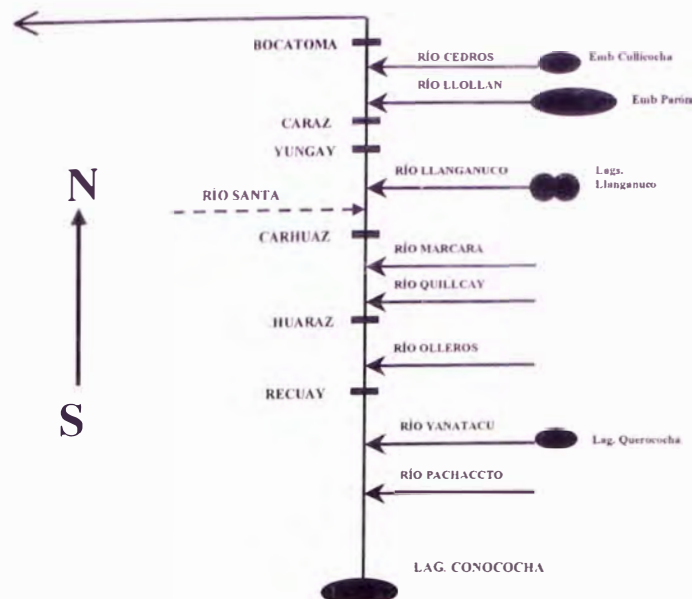 BOCATOMA
RÍO CEDROS
Emb Cullicocha
RÍO LLOLLAN
Emb Parón
CARAZ
YUNGAY
N
RÍO LLANGANUCO
Lags.
Llanganuco
RÍO SANTA
CARHUAZ
RÍO MARCARA
RÍO QUILLCAY
HUARAZ
RÍO OLLEROS
RECUAY
S
RÍO YANATACU
Lag. Querococha
RÍO PACHACCTO
LAG. CONOCOCHA